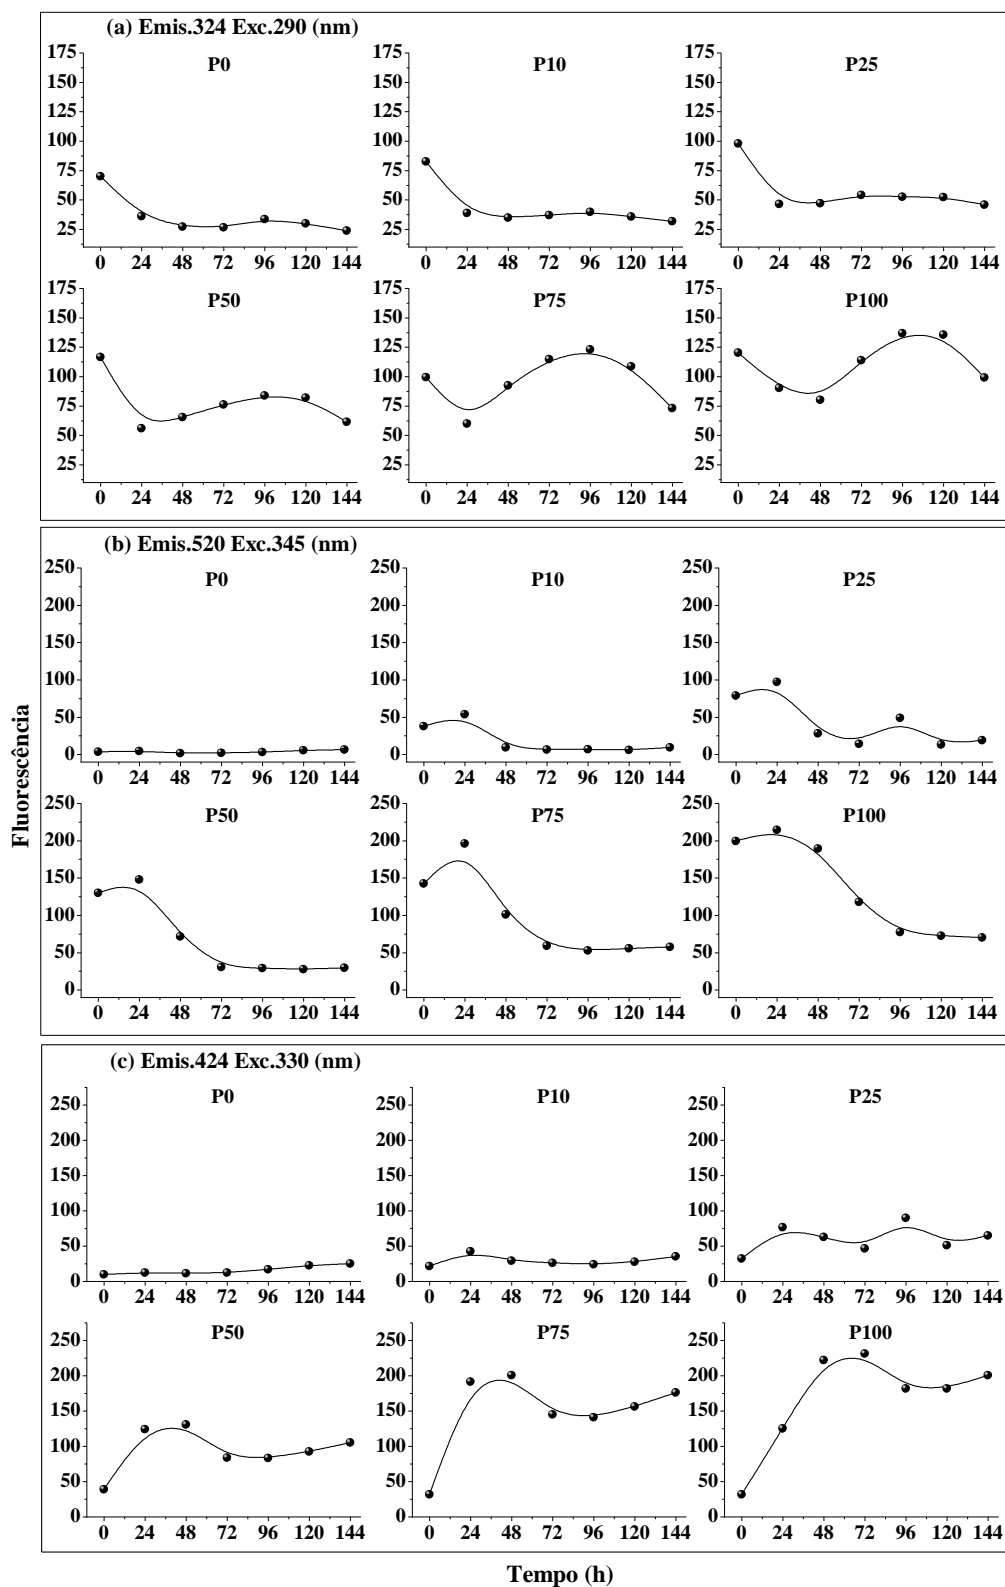 (a) Emis.324 Exc.290 (nm)
P0 P10 P25
175 175 175
150 150 150
125 125 125
100 100 100
75 75 75
50 50 50
25 25 25
0 24 48 72 96 120 144 0 24 48 72 96 120 144 0 24 48 72 96 120 144
P50 P75 P100
175 175 175
150 150 150
125 125 125
100 100 100
75 75 75
50 50 50
25 25 25
0 24 48 72 96 120 144 0 24 48 72 96 120 144 0 24 48 72 96 120 144
(b) Emis.520 Exc.345 (nm)
P0 P10 P25
250 250 250
200 200 200
150 150 150
100 100 100
50 50 50
0 0 0
0 24 48 72 96 120 144 0 24 48 72 96 120 144 0 24 48 72 96 120 144
Fluorescência
P50 P75 P100
250 250 250
200 200 200
150 150 150
100 100 100
50 50 50
0 0 0
0 24 48 72 96 120 144 0 24 48 72 96 120 144 0 24 48 72 96 120 144
(c) Emis.424 Exc.330 (nm)
P0 P10 P25
250 250 250
200 200 200
150 150 150
100 100 100
50 50 50
0 0 0
0 24 48 72 96 120 144 0 24 48 72 96 120 144 0 24 48 72 96 120 144
P50 P75 P100
250 250 250
200 200 200
150 150 150
100 100 100
50 50 50
0 0 0
0 24 48 72 96 120 144 0 24 48 72 96 120 144 0 24 48 72 96 120 144
Tempo (h)